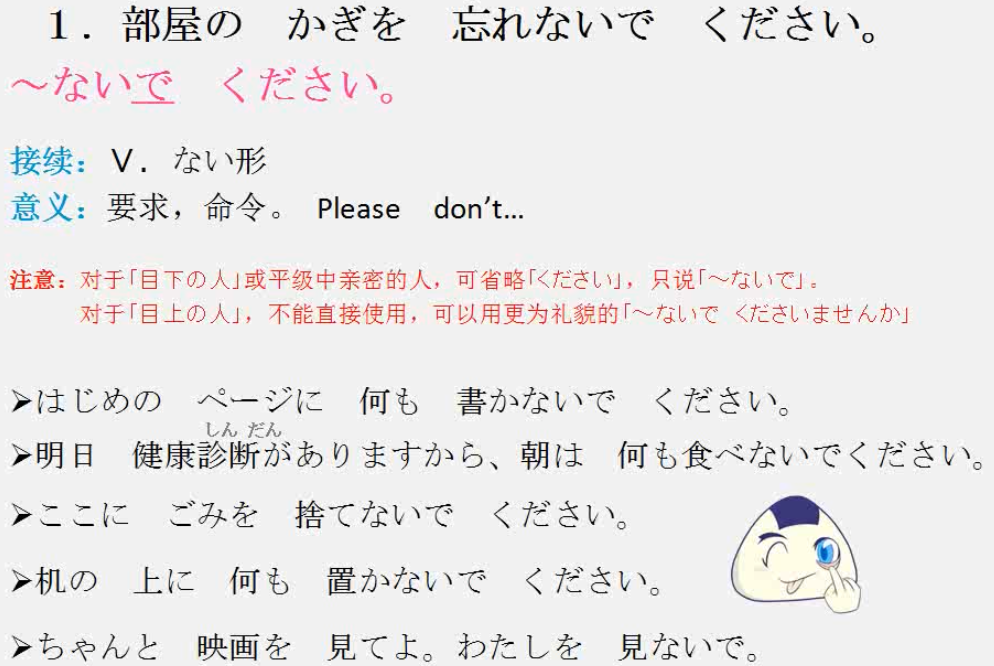 １．部屋の　かぎを　忘れないで　ください。
～ないで　ください。
接续：Ｖ．ない形
意义：要求，命令。 Please don't…
注意：对于「目下の人」或平级中亲密的人，可省略「ください」，只说「～ないで」。
对于「目上の人」，不能直接使用，可以用更为礼貌的「～ないで くださいませんか」
➢はじめの　ページに　何も　書かないで　ください。
しん だん
➢明日　健康診断がありますから、朝は　何も食べないでください。
➢ここに　ごみを　捨てないで　ください。
➢机の　上に　何も　置かないで　ください。
➢ちゃんと　映画を　見てよ。わたしを　見ないで。